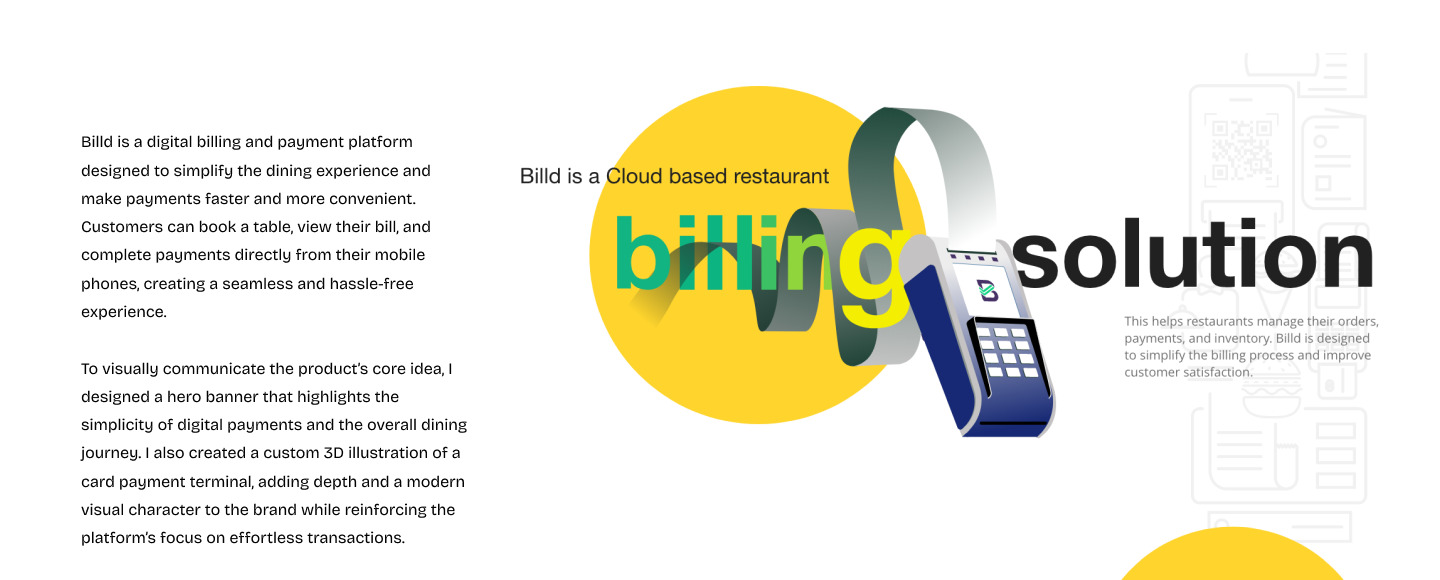 Billd is a digital billing and payment platform
designed to simplify the dining experience and
make payments faster and more convenient.
Customers can book a table, view their bill, and
complete payments directly from their mobile
phones, creating a seamless and hassle-free
experience.
To visually communicate the product's core idea, I
designed a hero banner that highlights the
simplicity of digital payments and the overall dining
journey. I also created a custom 3D illustration of a
card payment terminal, adding depth and a modern
visual character to the brand while reinforcing the
platform's focus on effortless transactions.
Billd is a Cloud based restaurant
billing solution
This helps restaurants manage their orders,
payments, and inventory. Billd is designed
to simplify the billing process and improve
customer satisfaction.
B